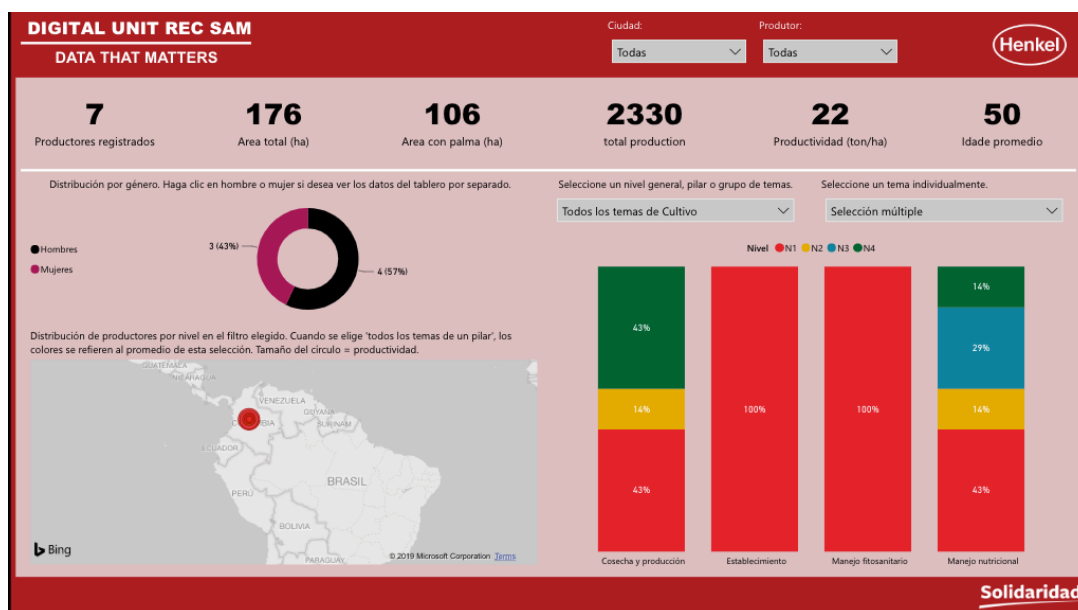 DIGITAL UNIT REC SAM
DATA THAT MATTERS
Ciudad:
Todas
Produtor:
Todas
Henkel
7
Productores registrados
176
Area total (ha)
106
Area con palma (ha)
2330
total production
22
Productividad (ton/ha)
50
Idade promedio
Distribución por género. Haga clic en hombre o mujer si desea ver los datos del tablero por separado.
Hombres
Mujeres
3 (43%)
4 (57%)
Distribución de productores por nivel en el filtro elegido. Cuando se elige 'todos los temas de un pilar', los
colores se refieren al promedio de esta selección. Tamaño del circulo = productividad.
GUATEMALA
NICARAGUA
VENEZUELA
GUYANA
SURINAM
ECUADOR
BRASIL
PERÚ
BOLIVIA
PARAGUAY
Bing
© 2019 Microsoft Corporation Terms
Seleccione un nivel general, pilar o grupo de temas.
Todos los temas de Cultivo
Seleccione un tema individualmente.
Selección múltiple
Nivel N1 N2 N3 N4
43%
14%
43%
Cosecha y producción
100%
Establecimiento
100%
Manejo fitosanitario
14%
29%
14%
43%
Manejo nutricional
Solidaridad